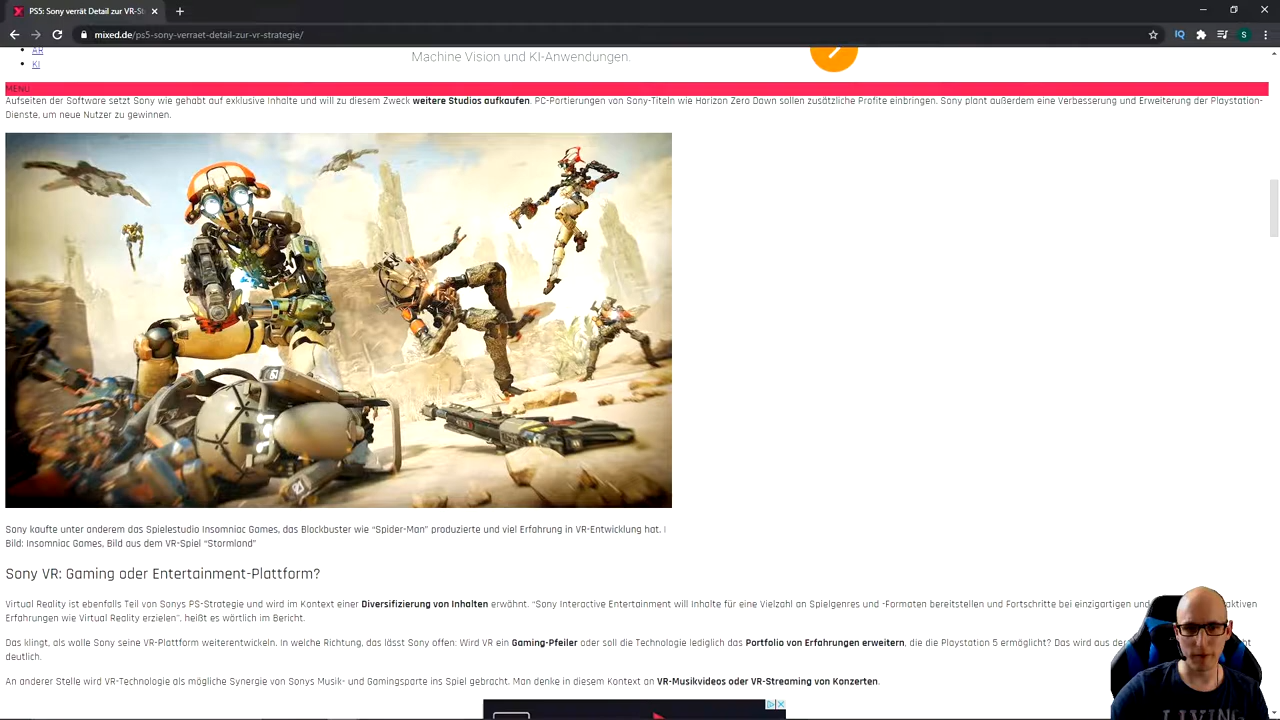 PS5: Sony verrät Detail zur VR-St
mixed.de/ps5-sony-verraet-detail-zur-vr-strategie/
IQ
S
AR
KI
Machine Vision und KI-Anwendungen.
MENÜ
Aufseiten der Software setzt Sony wie gehabt auf exklusive Inhalte und will zu diesem Zweck weitere Studios aufkaufen. PC-Portierungen von Sony-Titeln wie Horizon Zero Dawn sollen zusätzliche Profite einbringen. Sony plant außerdem eine Verbesserung und Erweiterung der Playstation-
Dienste, um neue Nutzer zu gewinnen.
61
Sony kaufte unter anderem das Spielestudio Insomniac Games, das Blockbuster wie “Spider-Man” produzierte und viel Erfahrung in VR-Entwicklung hat. |
Bild: Insomniac Games, Bild aus dem VR-Spiel “Stormland”
Sony VR: Gaming oder Entertainment-Plattform?
Virtual Reality ist ebenfalls Teil von Sonys PS-Strategie und wird im Kontext einer Diversifizierung von Inhalten erwähnt. “Sony Interactive Entertainment will Inhalte für eine Vielzahl an Spielgenres und -Formaten bereitstellen und Fortschritte bei einzigartigen und aktiven
Erfahrungen wie Virtual Reality erzielen”, heißt es wörtlich im Bericht.
Das klingt, als wolle Sony seine VR-Plattform weiterentwickeln. In welche Richtung, das lässt Sony offen: Wird VR ein Gaming-Pfeiler oder soll die Technologie lediglich das Portfolio von Erfahrungen erweitern, die die Playstation 5 ermöglicht? Das wird aus der
deutlich.
An anderer Stelle wird VR-Technologie als mögliche Synergie von Sonys Musik- und Gamingsparte ins Spiel gebracht. Man denke in diesem Kontext an VR-Musikvideos oder VR-Streaming von Konzerten.
LIVING